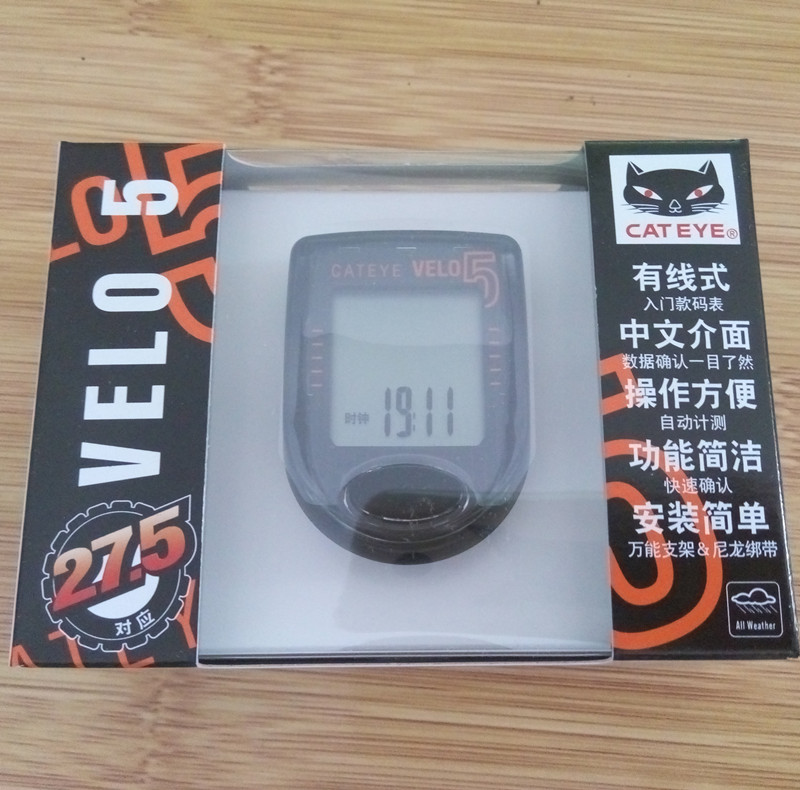 VELO 5
27.5
对应
CATEYE VELO 5
时钟 19:11
CATEYE®
有线式
入门款码表
中文介面
数据确认一目了然
操作方便
自动计测
功能简洁
快速确认
安装简单
万能支架&尼龙绑带
All Weather